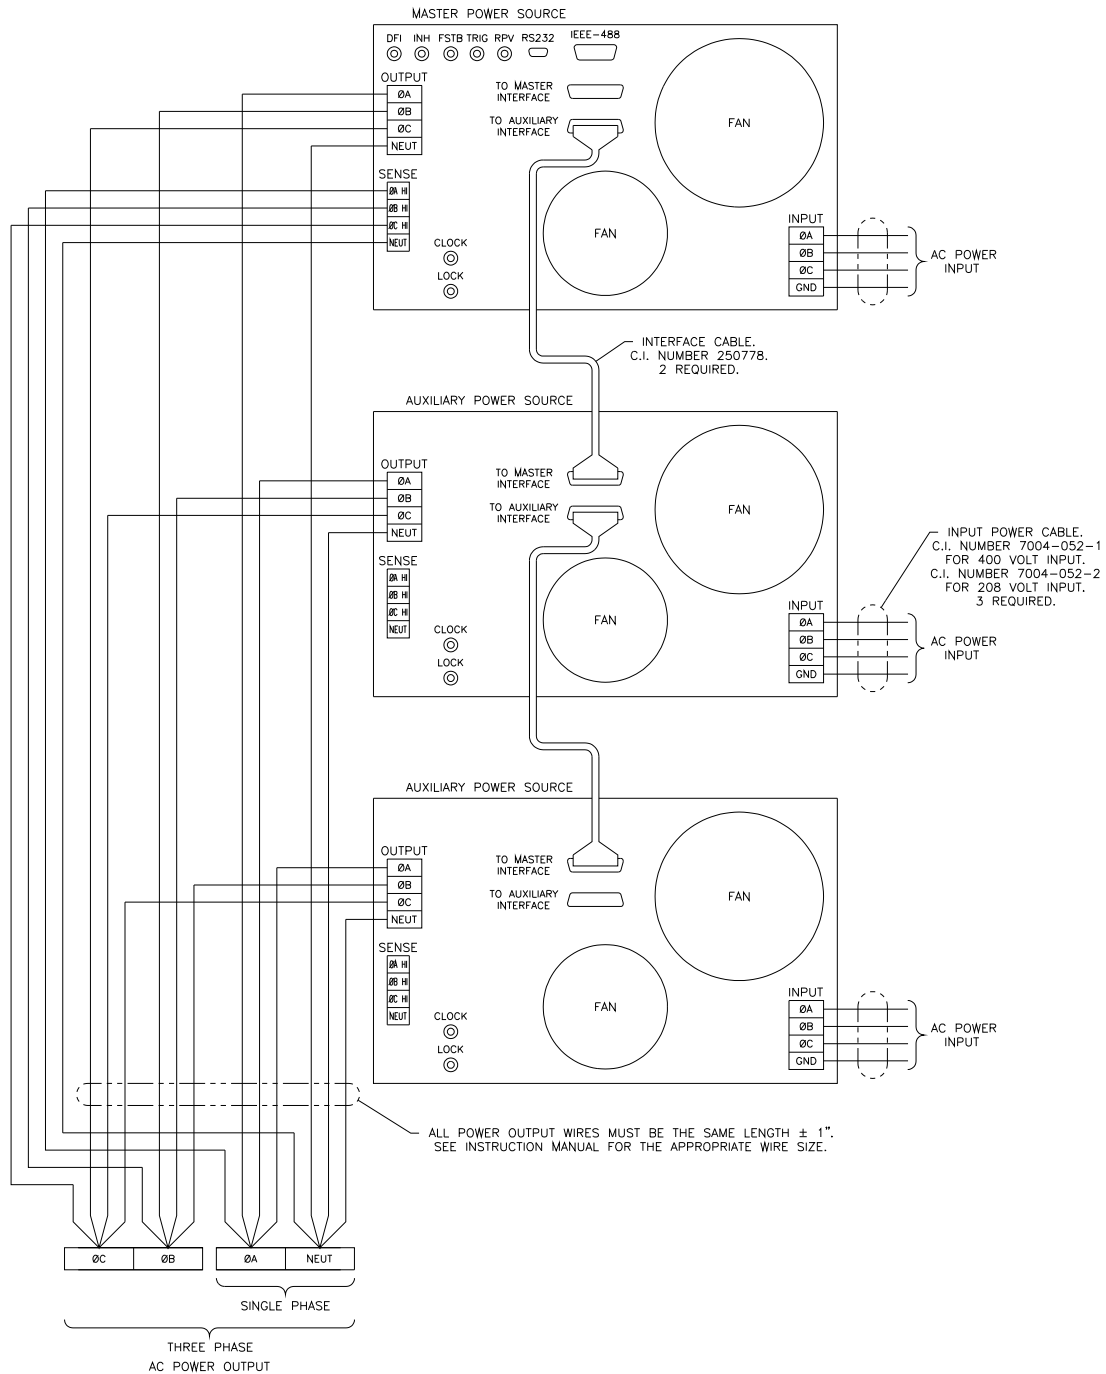 MASTER POWER SOURCE
DFI INH FSTB TRIG RPV RS232 IEEE-488
OUTPUT
ØA
ØB
ØC
NEUT
TO MASTER
INTERFACE
TO AUXILIARY
INTERFACE
FAN
SENSE
ØA HI
ØB HI
ØC HI
NEUT
FAN
CLOCK
LOCK
INPUT
ØA
ØB
ØC
GND
AC POWER
INPUT
INTERFACE CABLE.
C.I. NUMBER 250778.
2 REQUIRED.
AUXILIARY POWER SOURCE
OUTPUT
ØA
ØB
ØC
NEUT
TO MASTER
INTERFACE
TO AUXILIARY
INTERFACE
FAN
INPUT POWER CABLE.
C.I. NUMBER 7004-052-1
FOR 400 VOLT INPUT.
C.I. NUMBER 7004-052-2
FOR 208 VOLT INPUT.
3 REQUIRED.
SENSE
ØA HI
ØB HI
ØC HI
NEUT
FAN
CLOCK
LOCK
INPUT
ØA
ØB
ØC
GND
AC POWER
INPUT
AUXILIARY POWER SOURCE
OUTPUT
ØA
ØB
ØC
NEUT
TO MASTER
INTERFACE
TO AUXILIARY
INTERFACE
FAN
SENSE
ØA HI
ØB HI
ØC HI
NEUT
FAN
CLOCK
LOCK
INPUT
ØA
ØB
ØC
GND
AC POWER
INPUT
ALL POWER OUTPUT WIRES MUST BE THE SAME LENGTH ± 1".
SEE INSTRUCTION MANUAL FOR THE APPROPRIATE WIRE SIZE.
ØC ØB ØA NEUT
SINGLE PHASE
THREE PHASE
AC POWER OUTPUT